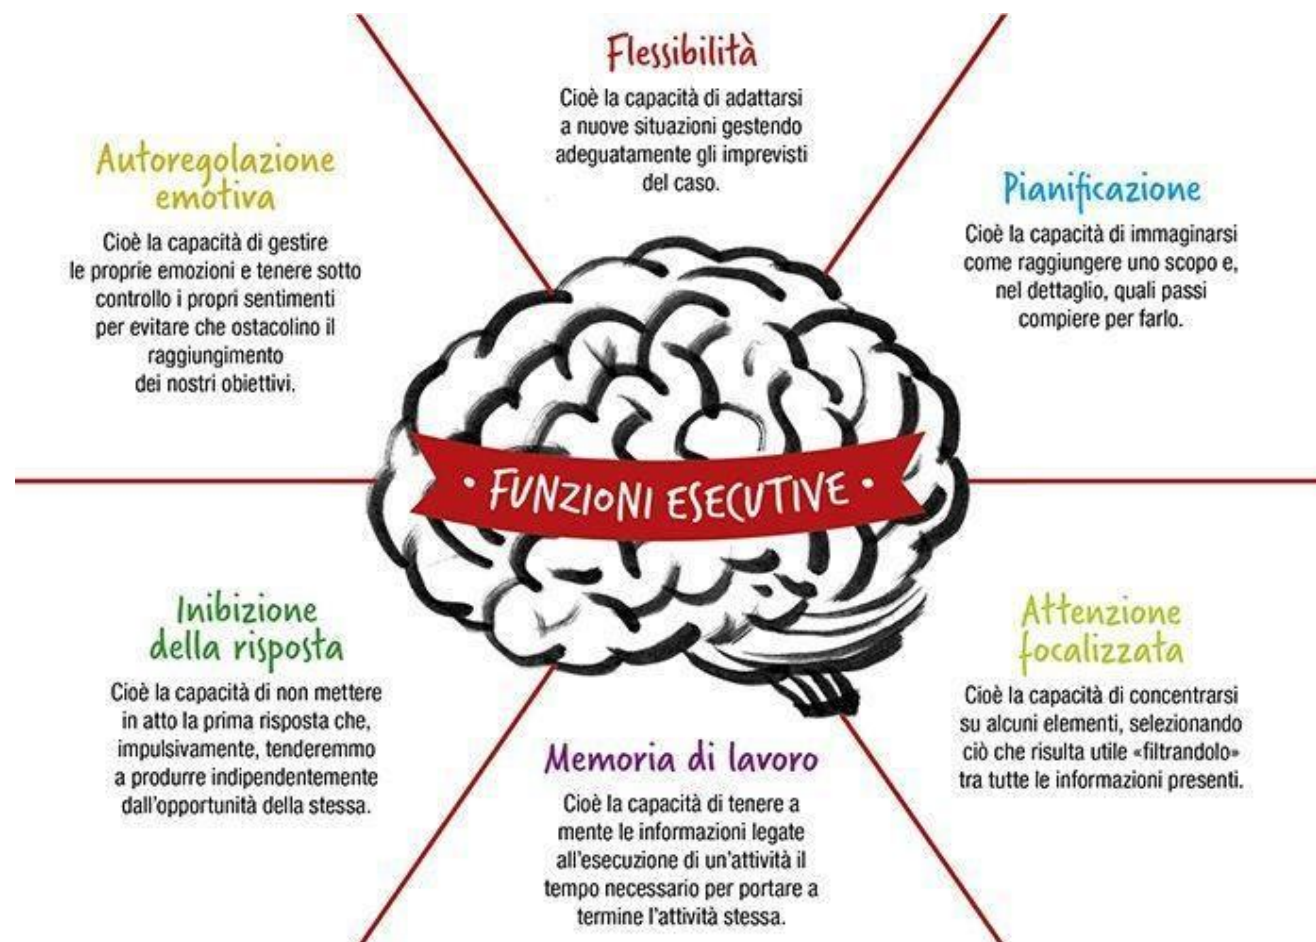 Flessibilità
Cioè la capacità di adattarsi
a nuove situazioni gestendo
adeguatamente gli imprevisti
del caso.
Autoregolazione
emotiva
Cioè la capacità di gestire
le proprie emozioni e tenere sotto
controllo i propri sentimenti
per evitare che ostacolino il
raggiungimento
dei nostri obiettivi.
Pianificazione
Cioè la capacità di immaginarsi
come raggiungere uno scopo e,
nel dettaglio, quali passi
compiere per farlo.
• FUNZIONI ESECUTIVE •
Inibizione
della risposta
Cioè la capacità di non mettere
in atto la prima risposta che,
impulsivamente, tenderemmo
a produrre indipendentemente
dall'opportunità della stessa.
Memoria di lavoro
Cioè la capacità di tenere a
mente le informazioni legate
all'esecuzione di un'attività il
tempo necessario per portare a
termine l'attività stessa.
Attenzione
focalizzata
Cioè la capacità di concentrarsi
su alcuni elementi, selezionando
ciò che risulta utile «filtrandolo»
tra tutte le informazioni presenti.